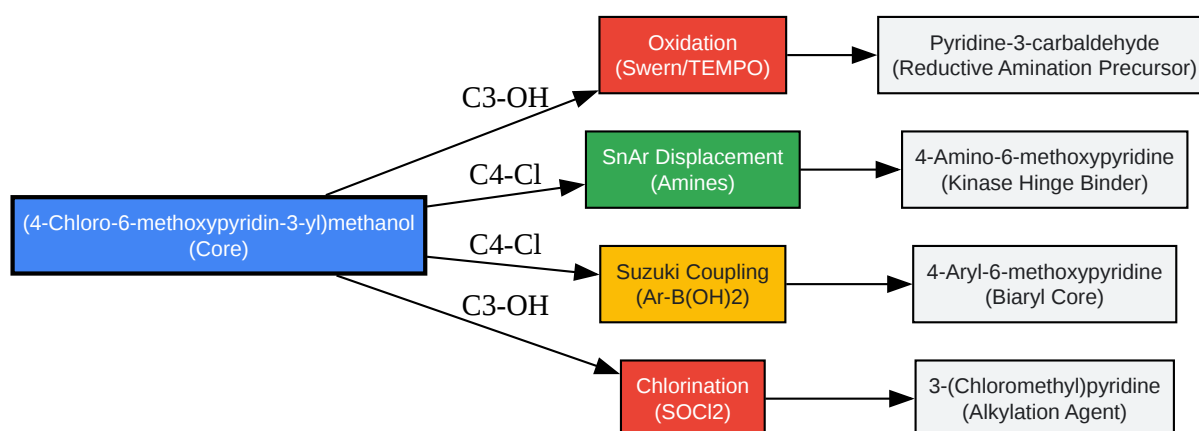 (4-Chloro-6-methoxypyridin-3-yl)methanol
(Core)
C3-OH
Oxidation
(Swern/TEMPO)
Pyridine-3-carbaldehyde
(Reductive Amination Precursor)
C4-Cl
SnAr Displacement
(Amines)
4-Amino-6-methoxypyridine
(Kinase Hinge Binder)
C4-Cl
Suzuki Coupling
(Ar-B(OH)2)
4-Aryl-6-methoxypyridine
(Biaryl Core)
C3-OH
Chlorination
(SOCl2)
3-(Chloromethyl)pyridine
(Alkylation Agent)